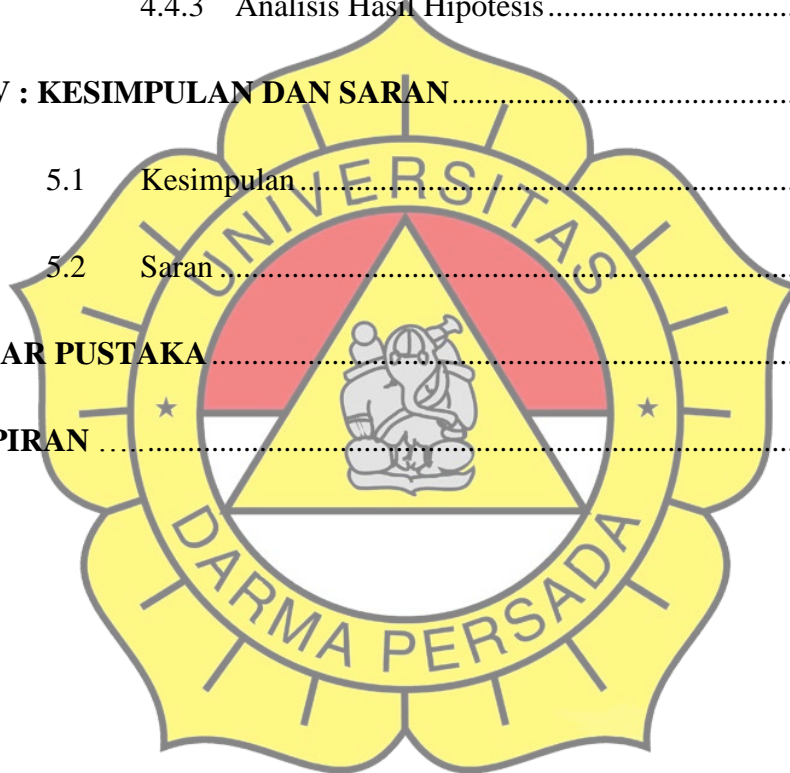 4.4.3 Analisis Hasil Hipotesis..............................
V : KESIMPULAN DAN SARAN..............................
5.1 Kesimpulan..............................
5.2 Saran..............................
AR PUSTAKA..............................
PIRAN..............................
UNIVERSITAS
DARMA PERSADA